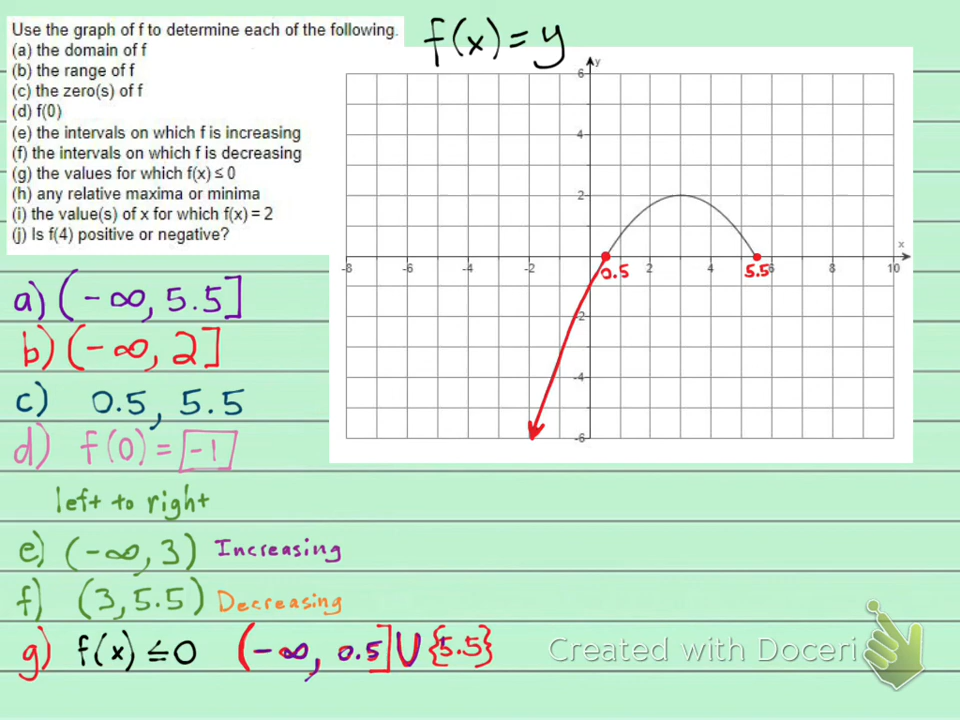 Use the graph of f to determine each of the following.
(a) the domain of f
(b) the range of f
(c) the zero(s) of f
(d) f(0)
(e) the intervals on which f is increasing
(f) the intervals on which f is decreasing
(g) the values for which f(x) ≤ 0
(h) any relative maxima or minima
(i) the value(s) of x for which f(x) = 2
(j) Is f(4) positive or negative?
f(x) = y
y
6
4
2
x
-8 -6 -4 -2 0.5 2 4 5.5 6 8 10
-2
-4
-6
a) (-∞, 5.5]
b) (-∞, 2]
c) 0.5, 5.5
d) f(0) = -1
left to right
e) (-∞, 3) Increasing
f) (3, 5.5) Decreasing
g) f(x) ≤ 0 (-∞, 0.5] ∪ {5.5}
Created with Doceri